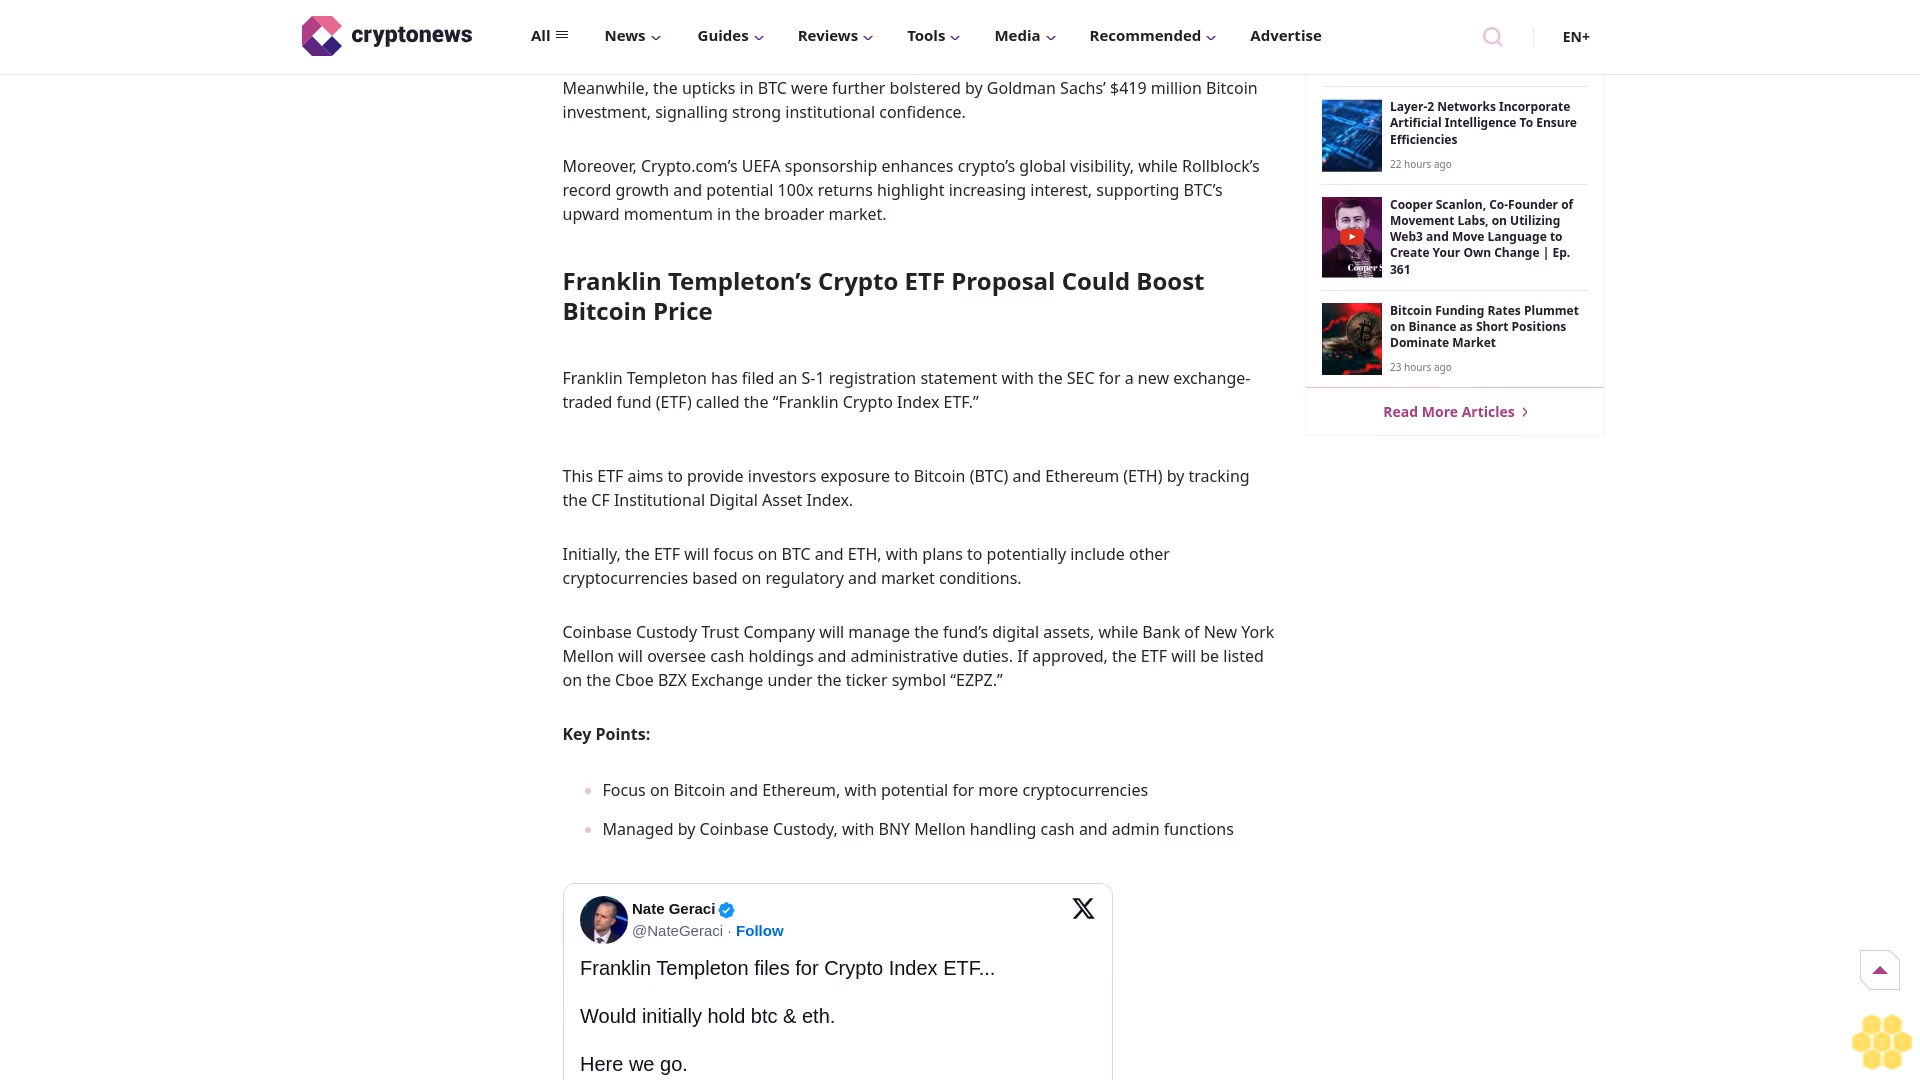 cryptonews
All
News
Guides
Reviews
Tools
Media
Recommended
Advertise
EN+
Meanwhile, the upticks in BTC were further bolstered by Goldman Sachs’ $419 million Bitcoin
investment, signalling strong institutional confidence.
Moreover, Crypto.com’s UEFA sponsorship enhances crypto’s global visibility, while Rollblock’s
record growth and potential 100x returns highlight increasing interest, supporting BTC’s
upward momentum in the broader market.
Franklin Templeton’s Crypto ETF Proposal Could Boost
Bitcoin Price
Franklin Templeton has filed an S-1 registration statement with the SEC for a new exchange-
traded fund (ETF) called the “Franklin Crypto Index ETF.”
This ETF aims to provide investors exposure to Bitcoin (BTC) and Ethereum (ETH) by tracking
the CF Institutional Digital Asset Index.
Initially, the ETF will focus on BTC and ETH, with plans to potentially include other
cryptocurrencies based on regulatory and market conditions.
Coinbase Custody Trust Company will manage the fund’s digital assets, while Bank of New York
Mellon will oversee cash holdings and administrative duties. If approved, the ETF will be listed
on the Cboe BZX Exchange under the ticker symbol “EZPZ.”
Key Points:
Focus on Bitcoin and Ethereum, with potential for more cryptocurrencies
Managed by Coinbase Custody, with BNY Mellon handling cash and admin functions
Nate Geraci
@NateGeraci · Follow
Franklin Templeton files for Crypto Index ETF...
Would initially hold btc & eth.
Here we go.
Layer-2 Networks Incorporate
Artificial Intelligence To Ensure
Efficiencies
22 hours ago
Cooper S
Cooper Scanlon, Co-Founder of
Movement Labs, on Utilizing
Web3 and Move Language to
Create Your Own Change | Ep.
361
Bitcoin Funding Rates Plummet
on Binance as Short Positions
Dominate Market
23 hours ago
Read More Articles